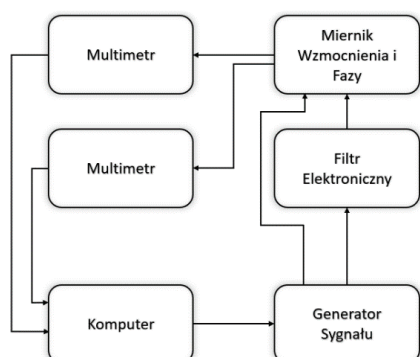 Multimetr
Miernik
Wzmocnienia i
Fazy
Multimetr
Filtr
Elektroniczny
Komputer
Generator
Sygnału